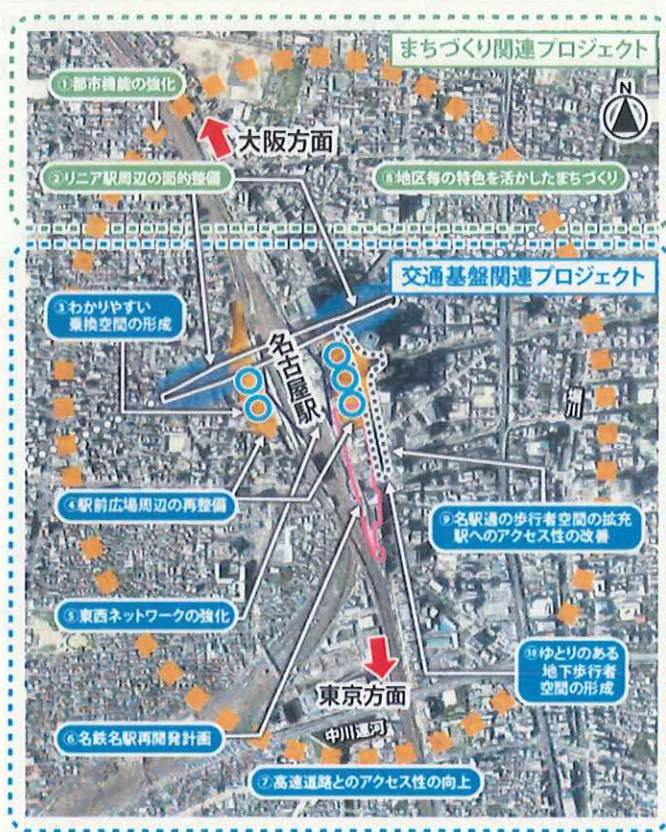 まちづくり関連プロジェクト
①都市機能の強化
N
大阪方面
②リニア駅周辺の面的整備
⑧地区毎の特色を活かしたまちづくり
交通基盤関連プロジェクト
③わかりやすい
乗換空間の形成
名古屋駅
堀川
④駅前広場周辺の再整備
⑨名駅通の歩行者空間の拡充
駅へのアクセス性の改善
⑤東西ネットワークの強化
⑩ゆとりのある
地下歩行者
空間の形成
東京方面
⑥名鉄名駅再開発計画
中川運河
⑦高速道路とのアクセス性の向上